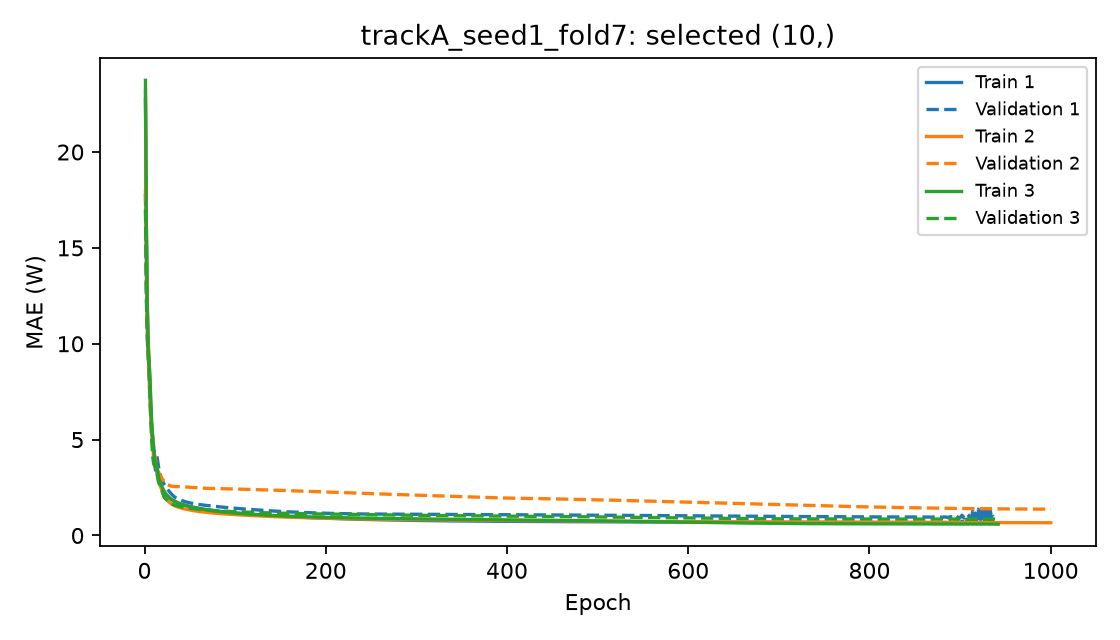 trackA_seed1_fold7: selected (10,)
Train 1
Validation 1
Train 2
Validation 2
Train 3
Validation 3
MAE (W)
20
15
10
5
0
0 200 400 600 800 1000
Epoch